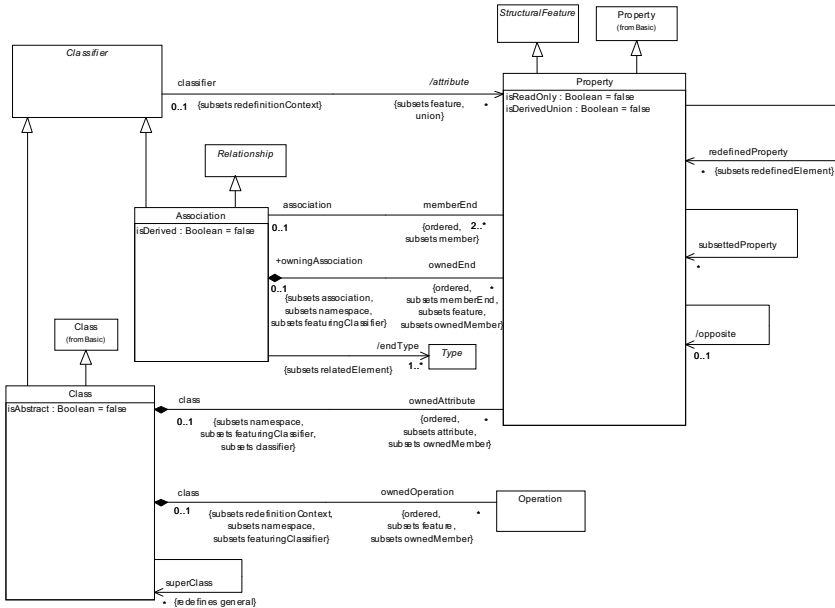 StructuralFeature
Property
(from Basic)
Classifier
classifier
/attribute
0..1 {subsets redefinitionContext}
{subsets feature, *
union}
Property
isReadOnly : Boolean = false
isDerivedUnion : Boolean = false
redefinedProperty
* {subsets redefinedElement}
Relationship
Association
isDerived : Boolean = false
association
memberEnd
0..1
{ordered, 2..*
subsets member}
subsettedProperty
*
+owningAssociation
ownedEnd
0..1
{subsets association,
subsets namespace,
subsets featuringClassifier}
{ordered, *
subsets memberEnd,
subsets feature,
subsets ownedMember}
/opposite
0..1
/endType
{subsets relatedElement}
1..*
Type
Class
(from Basic)
Class
isAbstract : Boolean = false
class
ownedAttribute
0..1
{subsets namespace,
subsets featuringClassifier,
subsets classifier}
{ordered, *
subsets attribute,
subsets ownedMember}
class
ownedOperation
0..1
{subsets redefinitionContext,
subsets namespace,
subsets featuringClassifier}
{ordered, *
subsets feature,
subsets ownedMember}
Operation
superClass
* {redefines general}